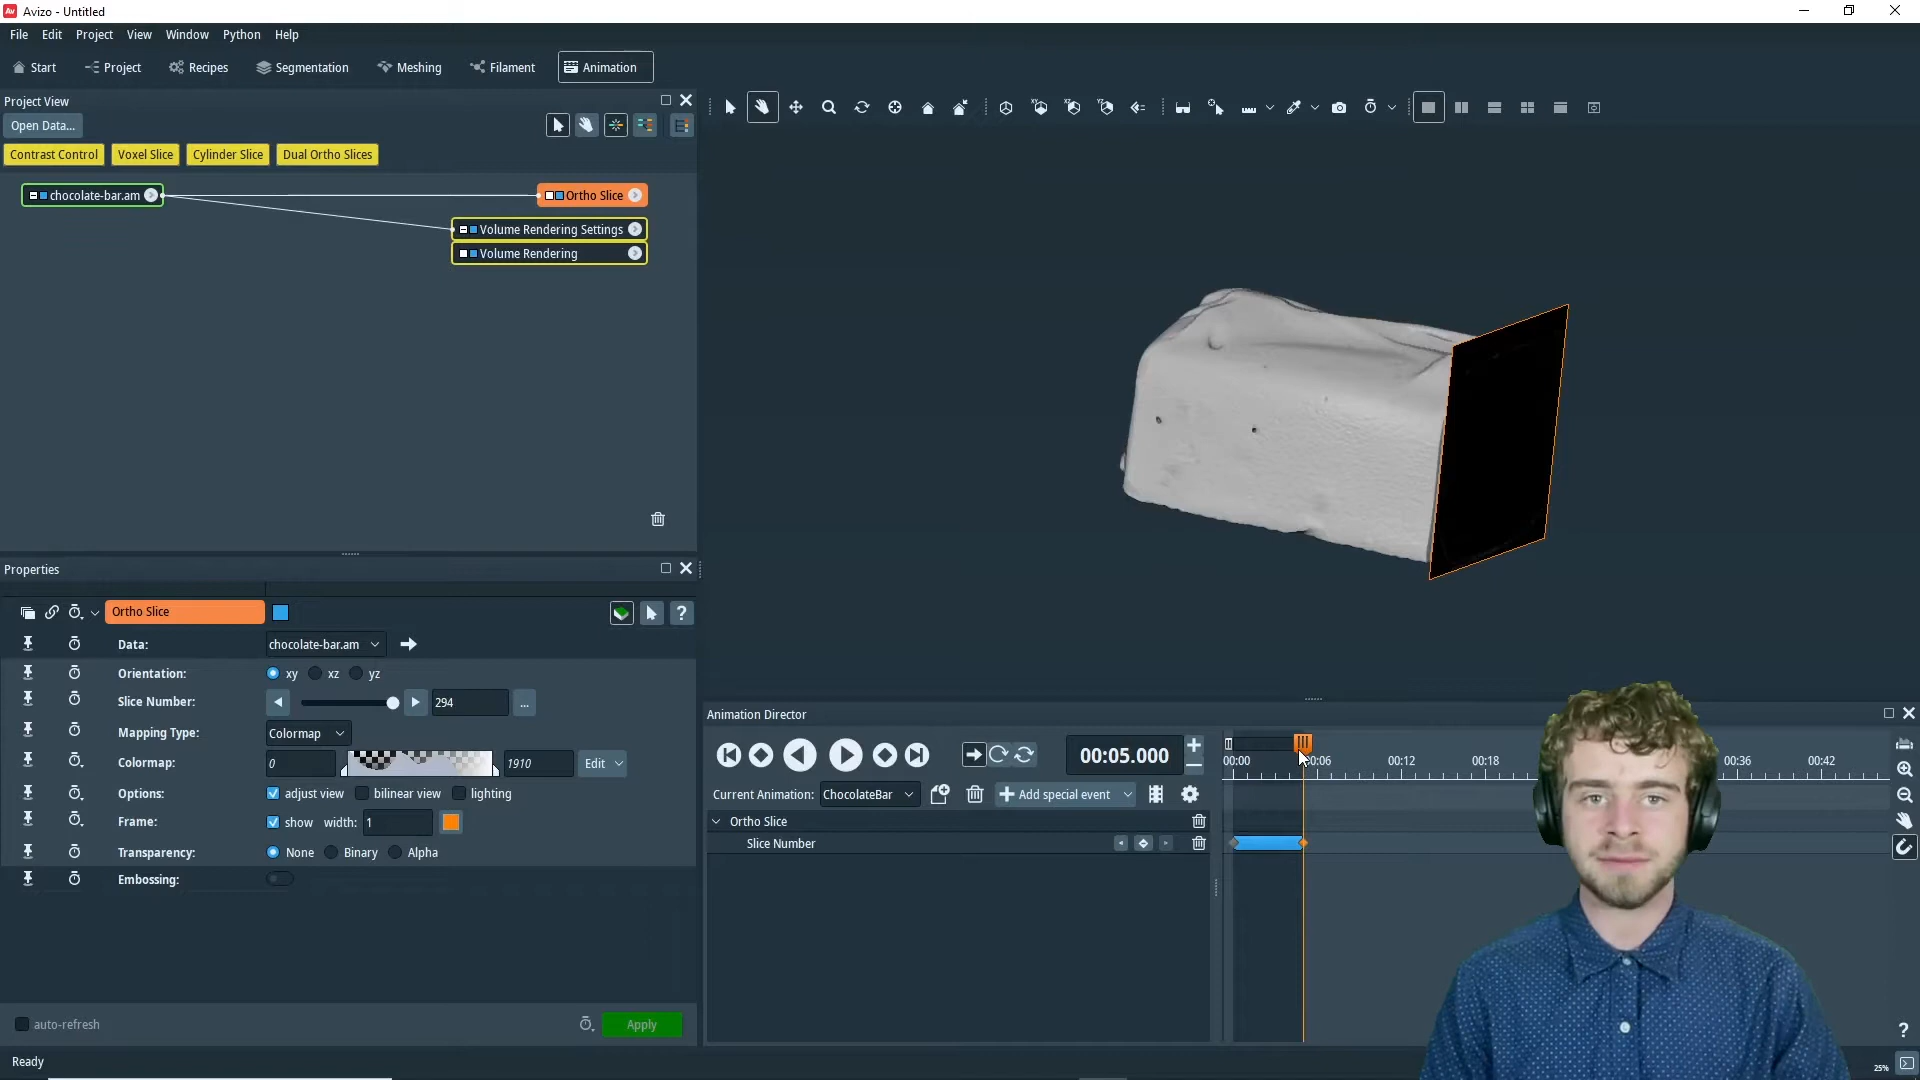 Av Avizo - Untitled
File Edit Project View Window Python Help
Start Project Recipes Segmentation Meshing Filament Animation
Project View
Open Data...
Contrast Control Voxel Slice Cylinder Slice Dual Ortho Slices
chocolate-bar.am Ortho Slice
Volume Rendering Settings
Volume Rendering
Properties
Ortho Slice ?
Data: chocolate-bar.am
Orientation: xy xz yz
Slice Number: 294 ...
Mapping Type: Colormap
Colormap: 0 1910 Edit
Options: adjust view bilinear view lighting
Frame: show width: 1
Transparency: None Binary Alpha
Embossing:
auto-refresh Apply
Ready
XY XZ YZ
Animation Director
00:05.000
00:00 00:06 00:12 00:18 00:36 00:42
Current Animation: ChocolateBar Add special event
Ortho Slice
Slice Number
?
25%